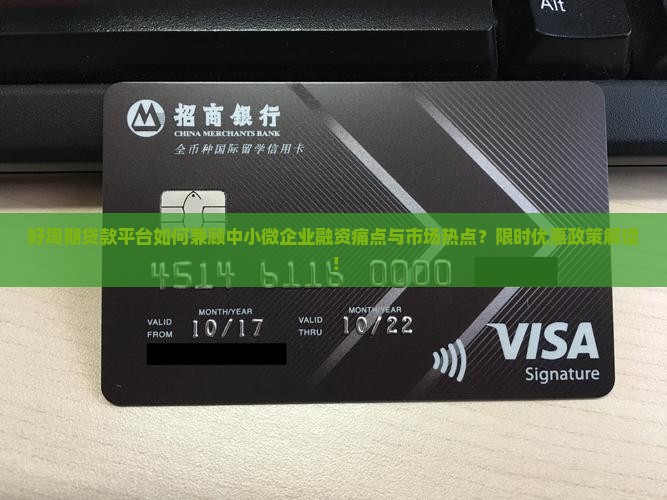 Alt
招商銀行
CHINA MERCHANTS BANK
全币种国际留学信用卡
好周期贷款平台如何兼顾中小微企业融资痛点与市场热点？限时优惠政策解读
!
4514 0000
MONTH/YEAR MONTH/YEAR
VALID FROM 10/17 VALID THRU 10/22
VISA
Signature